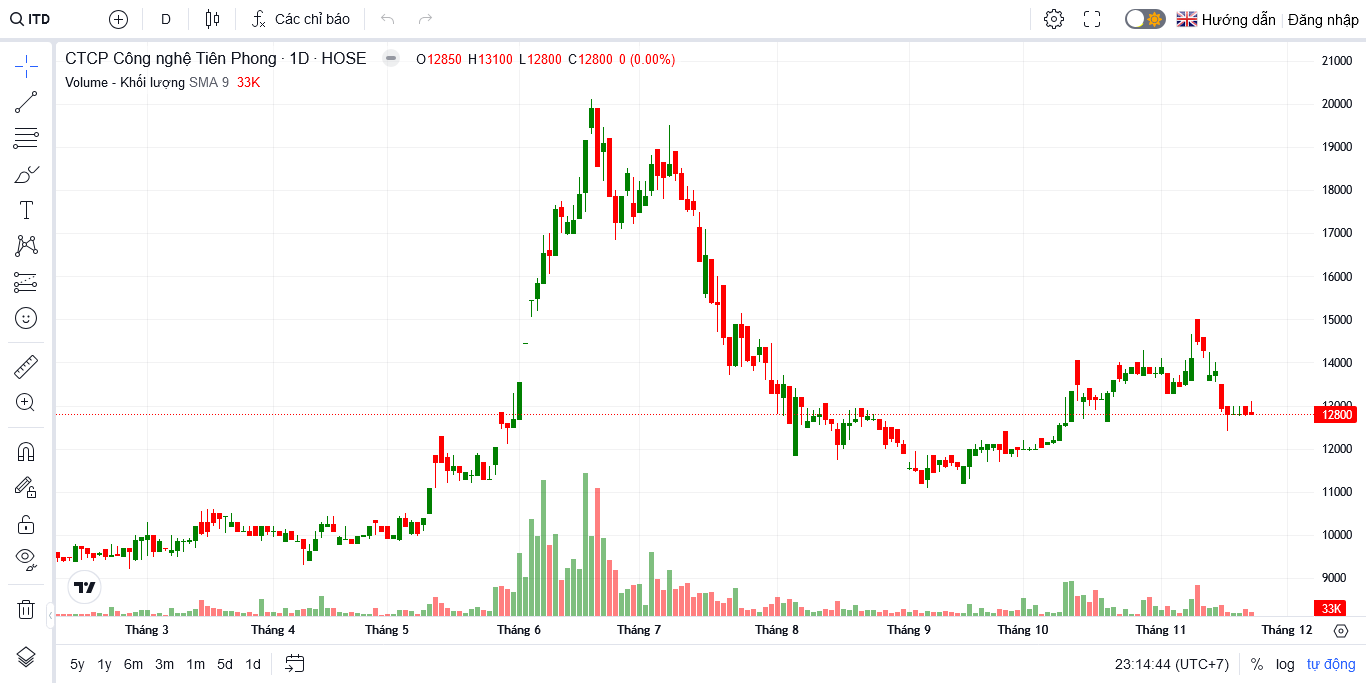 ITD D Các chỉ báo Hướng dẫn Đăng nhập
CTCP Công nghệ Tiên Phong · 1D · HOSE O12850 H13100 L12800 C12800 0 (0.00%)
Volume - Khối lượng SMA 9 33K
21000
20000
19000
18000
17000
16000
15000
14000
13000
12800
12000
11000
10000
9000
33K
Tháng 3 Tháng 4 Tháng 5 Tháng 6 Tháng 7 Tháng 8 Tháng 9 Tháng 10 Tháng 11 Tháng 12
5y 1y 6m 3m 1m 5d 1d 23:14:44 (UTC+7) % log tự động